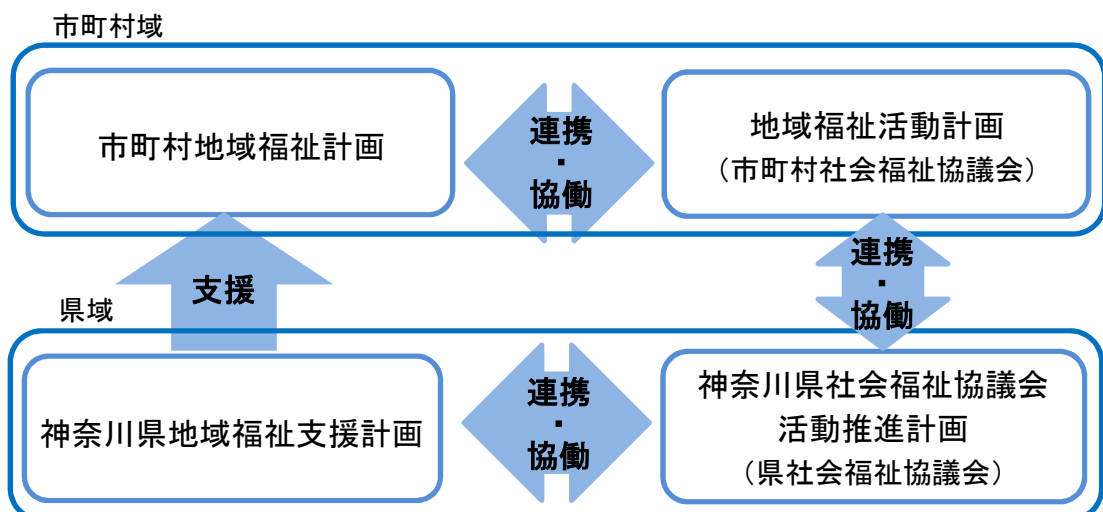 市町村域
市町村地域福祉計画
連携
・
協働
地域福祉活動計画
（市町村社会福祉協議会）
支援
連携
・
協働
県域
神奈川県地域福祉支援計画
連携
・
協働
神奈川県社会福祉協議会
活動推進計画
（県社会福祉協議会）